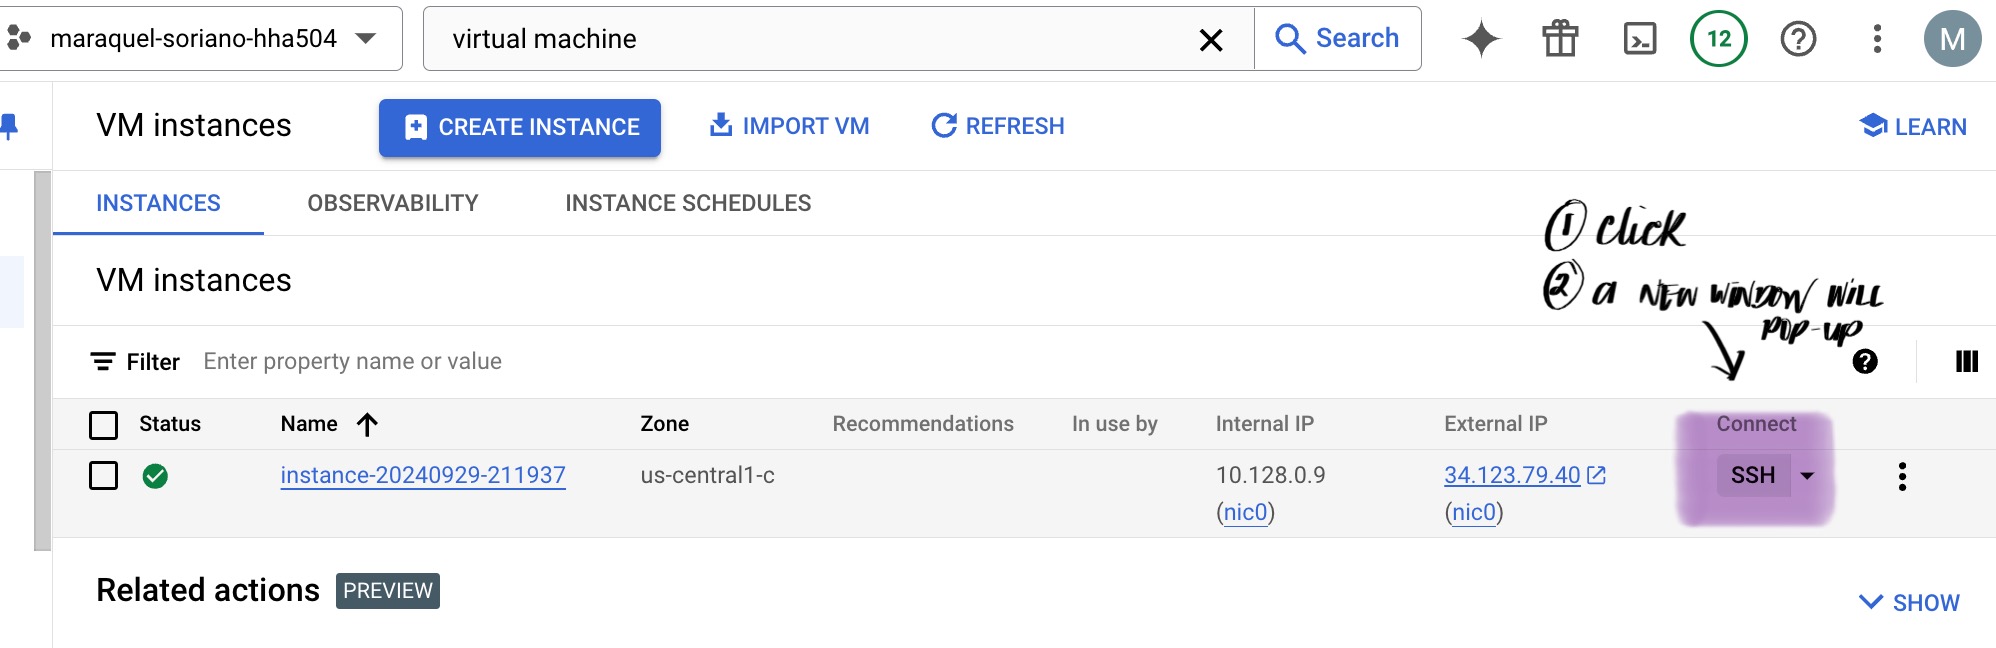 maraquel-soriano-hha504
virtual machine
Search
12
M
VM instances
CREATE INSTANCE
IMPORT VM
REFRESH
LEARN
INSTANCES
OBSERVABILITY
INSTANCE SCHEDULES
① click
② a NEW WINDOW WILL
POP-UP
VM instances
Filter Enter property name or value
Status Name Zone Recommendations In use by Internal IP External IP Connect
instance-20240929-211937 us-central1-c 10.128.0.9 34.123.79.40 SSH
(nic0) (nic0)
Related actions PREVIEW
SHOW